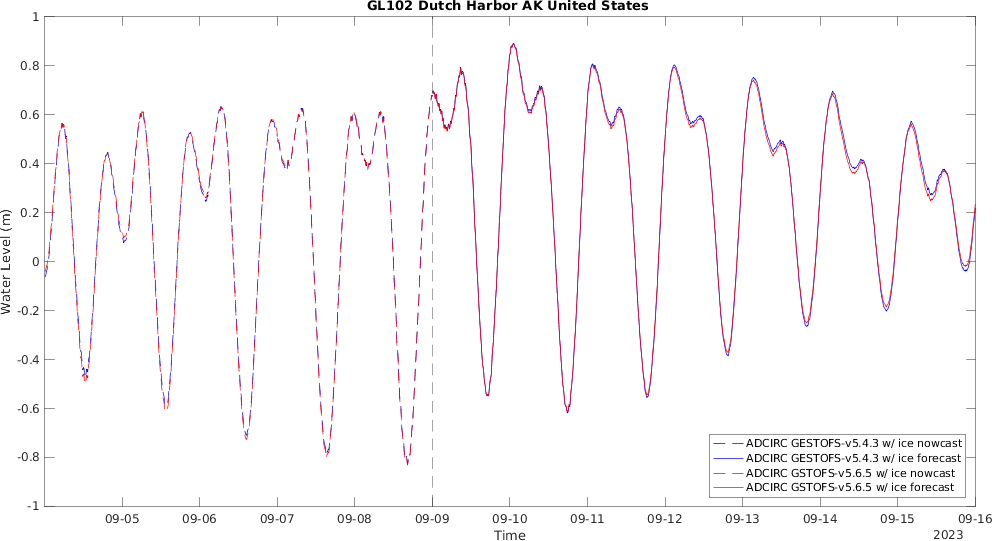 GL102 Dutch Harbor AK United States
1
0.8
0.6
0.4
0.2
0
-0.2
-0.4
-0.6
-0.8
-1
Water Level (m)
ADCIRC GESTOFS-v5.4.3 w/ ice nowcast
ADCIRC GESTOFS-v5.4.3 w/ ice forecast
ADCIRC GSTOFS-v5.6.5 w/ ice nowcast
ADCIRC GSTOFS-v5.6.5 w/ ice forecast
09-05 09-06 09-07 09-08 09-09 09-10 09-11 09-12 09-13 09-14 09-15 09-16
Time
2023